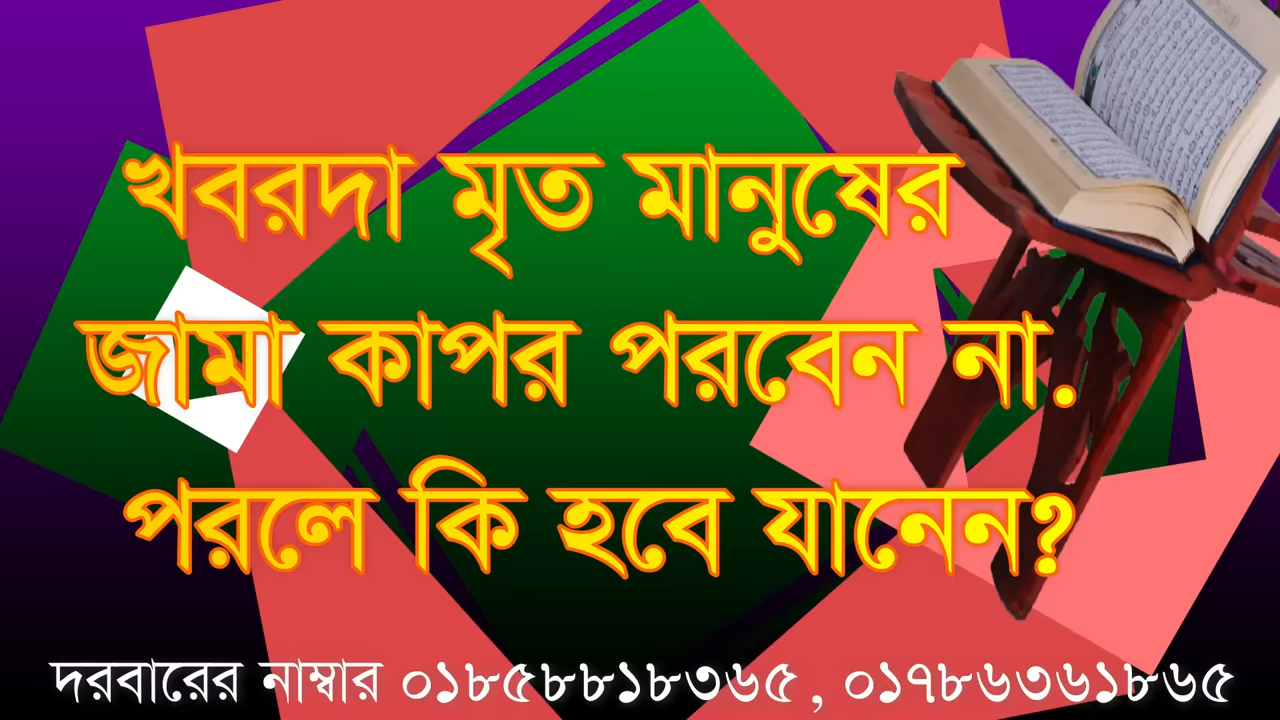 খবরদা মৃত মানুষের
জামা কাপর পরবেন না.
পরলে কি হবে যানেন?
দরবারের নাম্বার ০১৮৫৮৮১৮৩৬৫, ০১৭৮৬৩৬১৮৬৫